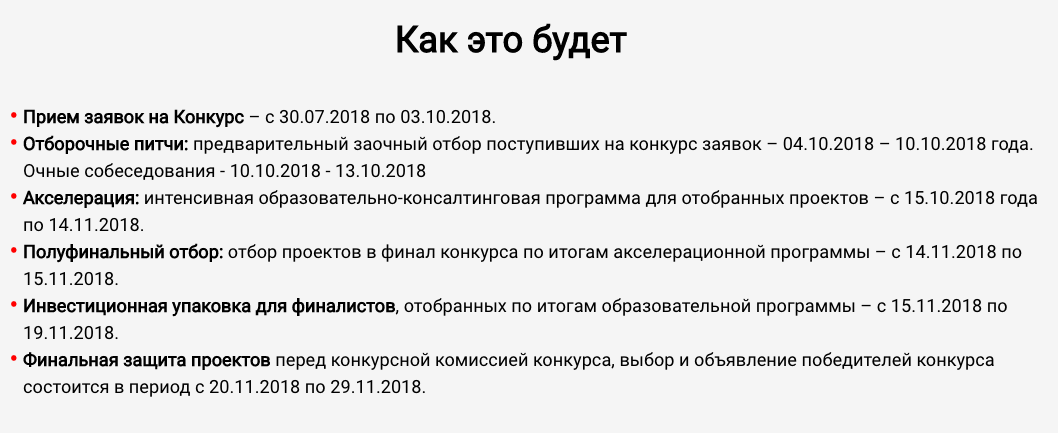 Как это будет
• Прием заявок на Конкурс – с 30.07.2018 по 03.10.2018.
• Отборочные питчи: предварительный заочный отбор поступивших на конкурс заявок – 04.10.2018 – 10.10.2018 года.
Очные собеседования - 10.10.2018 - 13.10.2018
• Акселерация: интенсивная образовательно-консалтинговая программа для отобранных проектов – с 15.10.2018 года
по 14.11.2018.
• Полуфинальный отбор: отбор проектов в финал конкурса по итогам акселерационной программы – с 14.11.2018 по
15.11.2018.
• Инвестиционная упаковка для финалистов, отобранных по итогам образовательной программы – с 15.11.2018 по
19.11.2018.
• Финальная защита проектов перед конкурсной комиссией конкурса, выбор и объявление победителей конкурса
состоится в период с 20.11.2018 по 29.11.2018.